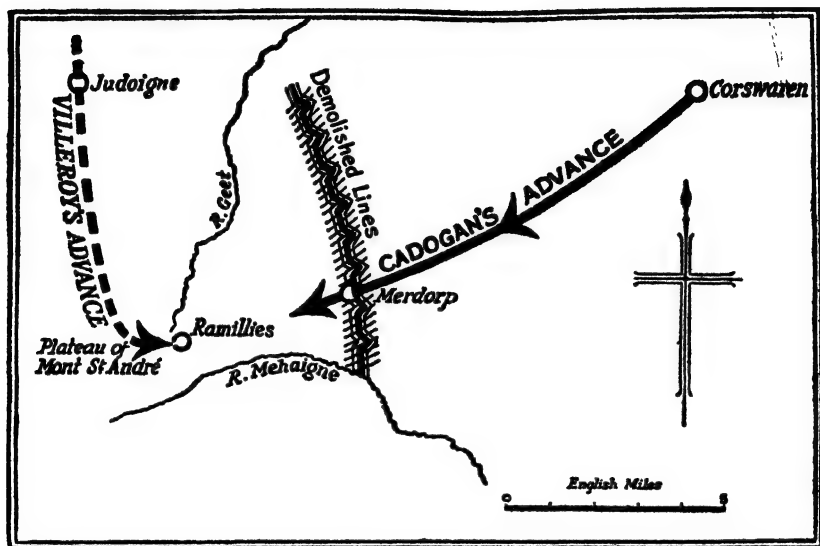 Judoigne
Corswaren
VILLEROY'S ADVANCE
R. Geet
Demolished Lines
CADOGAN'S ADVANCE
Merdorp
Ramillies
Plateau of
Mont St André
R. Mehaigne
English Miles
0 5